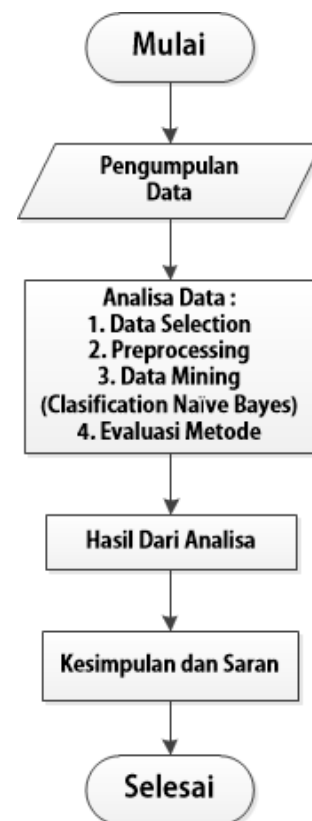 Mulai
Pengumpulan
Data
Analisa Data :
1. Data Selection
2. Preprocessing
3. Data Mining
(Clasification Naïve Bayes)
4. Evaluasi Metode
Hasil Dari Analisa
Kesimpulan dan Saran
Selesai